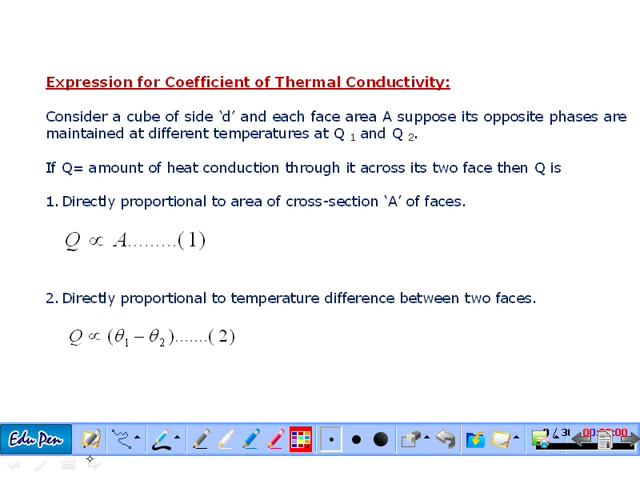 Expression for Coefficient of Thermal Conductivity:
Consider a cube of side ‘d’ and each face area A suppose its opposite phases are
maintained at different temperatures at Q 1 and Q 2.
If Q= amount of heat conduction through it across its two face then Q is
1. Directly proportional to area of cross-section ‘A’ of faces.
Q ∝ A.........(1)
2. Directly proportional to temperature difference between two faces.
Q ∝ (θ₁ – θ₂ ).......( 2)
Edu Pen